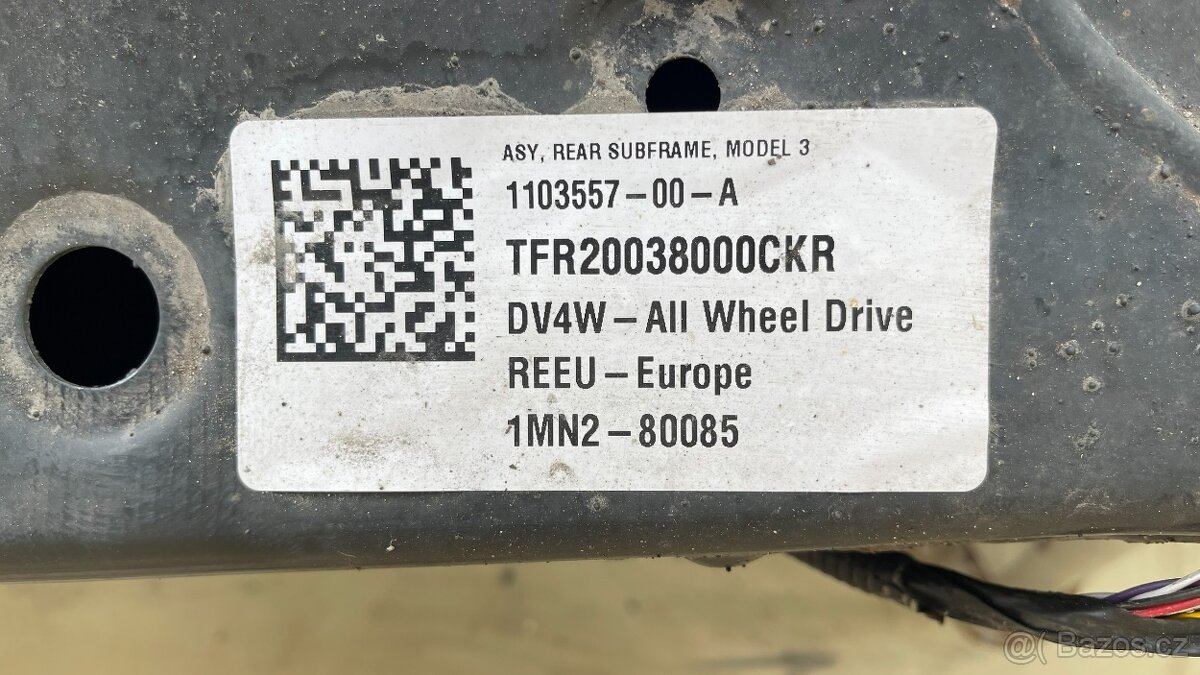 ASY, REAR SUBFRAME, MODEL 3
1103557-00-A
TFR20038000CKR
DV4W-All Wheel Drive
REEU-Europe
1MN2-80085
@( Bazos.cz